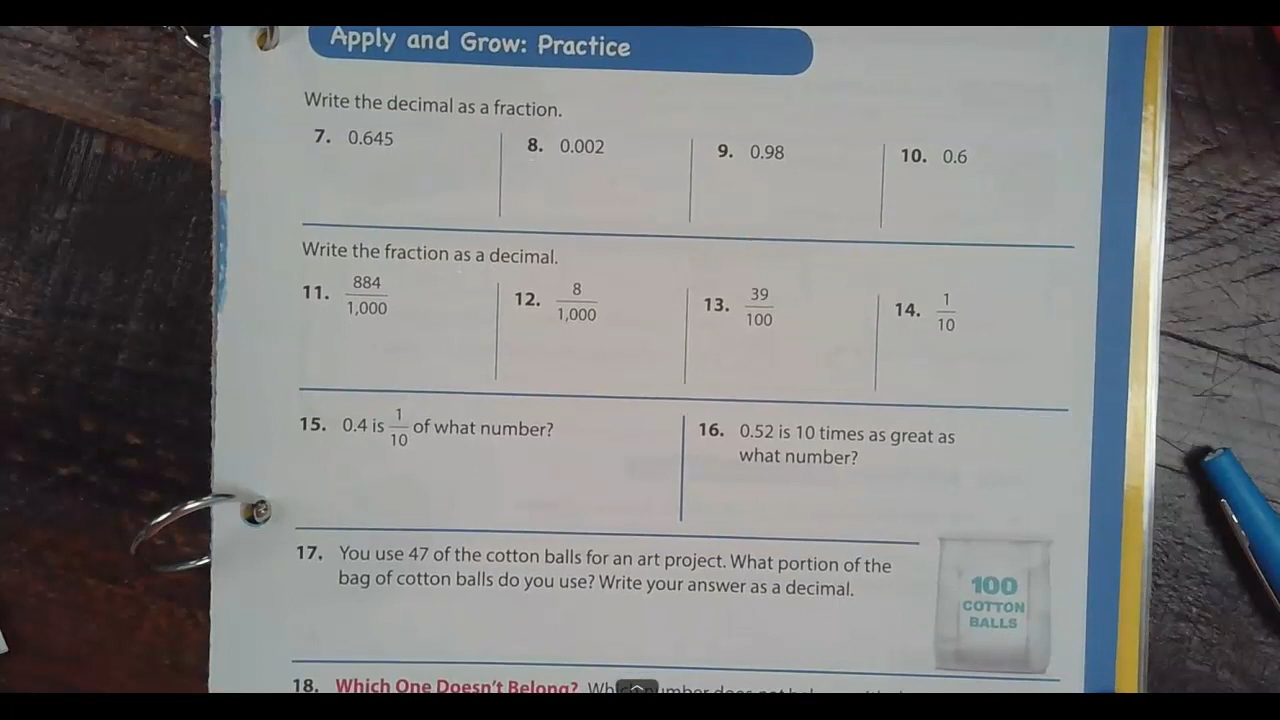 Apply and Grow: Practice
Write the decimal as a fraction.
7. 0.645
8. 0.002
9. 0.98
10. 0.6
Write the fraction as a decimal.
11. 884/1,000
12. 8/1,000
13. 39/100
14. 1/10
15. 0.4 is 1/10 of what number?
16. 0.52 is 10 times as great as
what number?
17. You use 47 of the cotton balls for an art project. What portion of the
bag of cotton balls do you use? Write your answer as a decimal.
100
COTTON
BALLS
18. Which One Doesn't Belong?